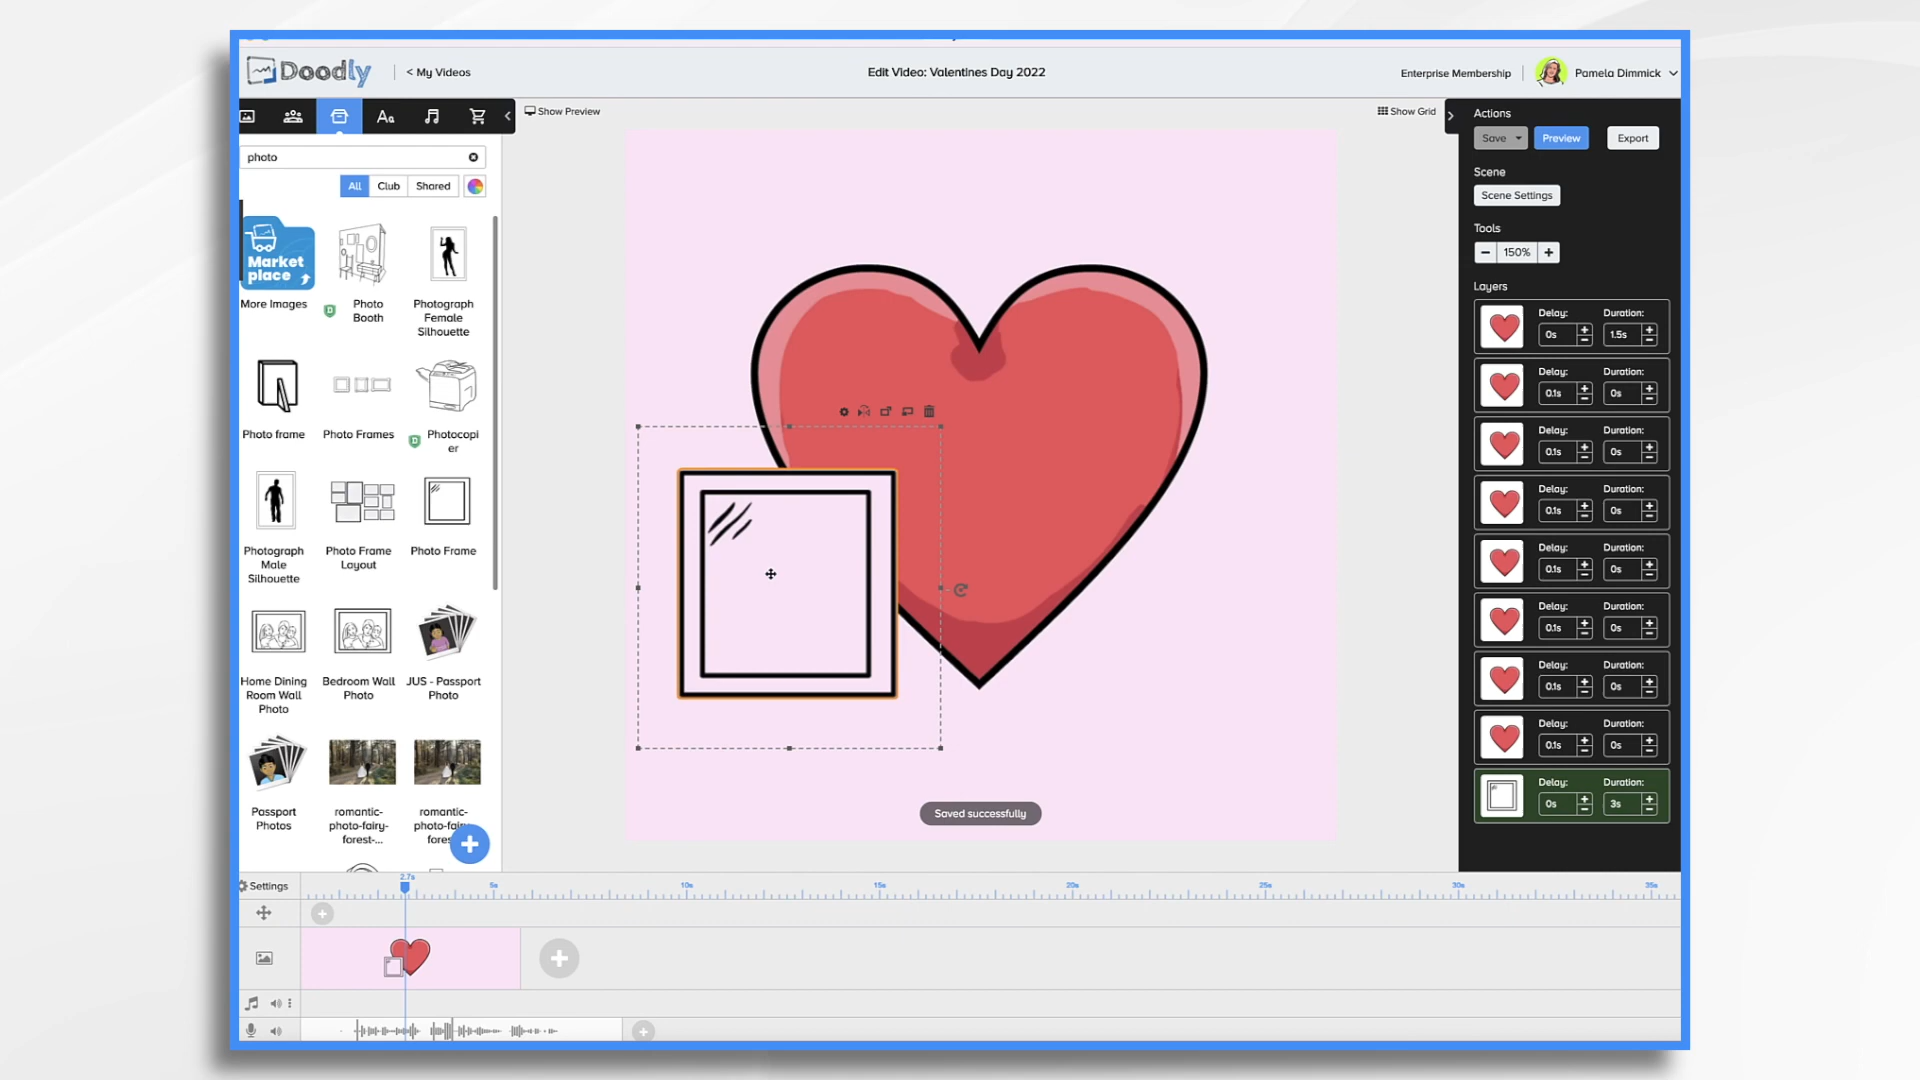 Doodly
< My Videos
Edit Video: Valentines Day 2022
Enterprise Membership
Pamela Dimmick
Aa
Show Preview
Show Grid
photo
All
Club
Shared
Market
place
More Images
Photo
Booth
Photograph
Female
Silhouette
Photo frame
Photo Frames
Photocopi
er
Photograph
Male
Silhouette
Photo Frame
Layout
Photo Frame
Home Dining
Room Wall
Photo
Bedroom Wall
Photo
JUS - Passport
Photo
Passport
Photos
romantic-
photo-fairy-
forest-...
romantic-
photo-fairy-
Saved successfully
Actions
Save
Preview
Export
Scene
Scene Settings
Tools
150%
Layers
Delay:
Duration:
0s
1.5s
Delay:
Duration:
0.1s
0s
Delay:
Duration:
0.1s
0s
Delay:
Duration:
0.1s
0s
Delay:
Duration:
0.1s
0s
Delay:
Duration:
0.1s
0s
Delay:
Duration:
0.1s
0s
Delay:
Duration:
0.1s
0s
Delay:
Duration:
0s
3s
Settings
2.7s
5s
10s
15s
20s
25s
30s
35s